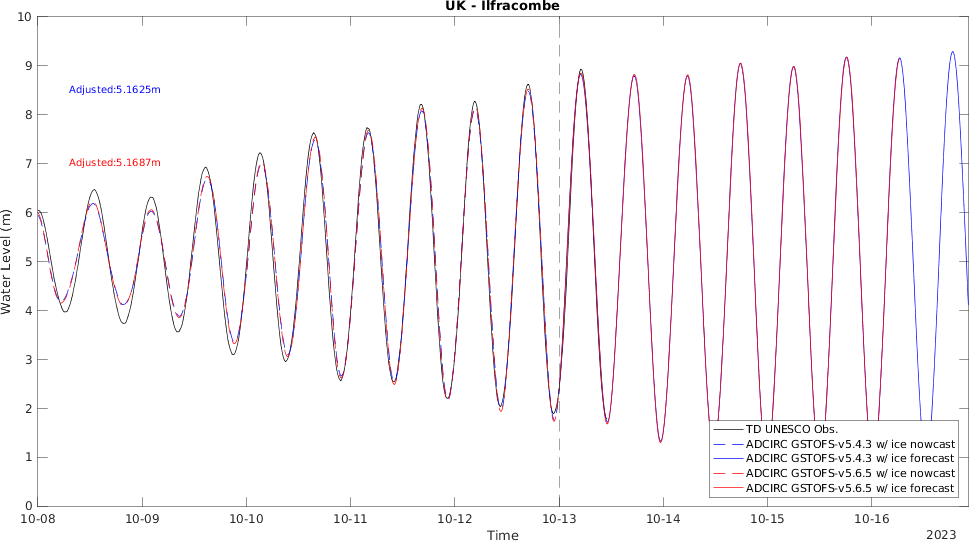 UK - Ilfracombe
10
9
8
7
6
5
4
3
2
1
0
Water Level (m)
Adjusted:5.1625m
Adjusted:5.1687m
TD UNESCO Obs.
ADCIRC GSTOFS-v5.4.3 w/ ice nowcast
ADCIRC GSTOFS-v5.4.3 w/ ice forecast
ADCIRC GSTOFS-v5.6.5 w/ ice nowcast
ADCIRC GSTOFS-v5.6.5 w/ ice forecast
10-08 10-09 10-10 10-11 10-12 10-13 10-14 10-15 10-16
Time
2023